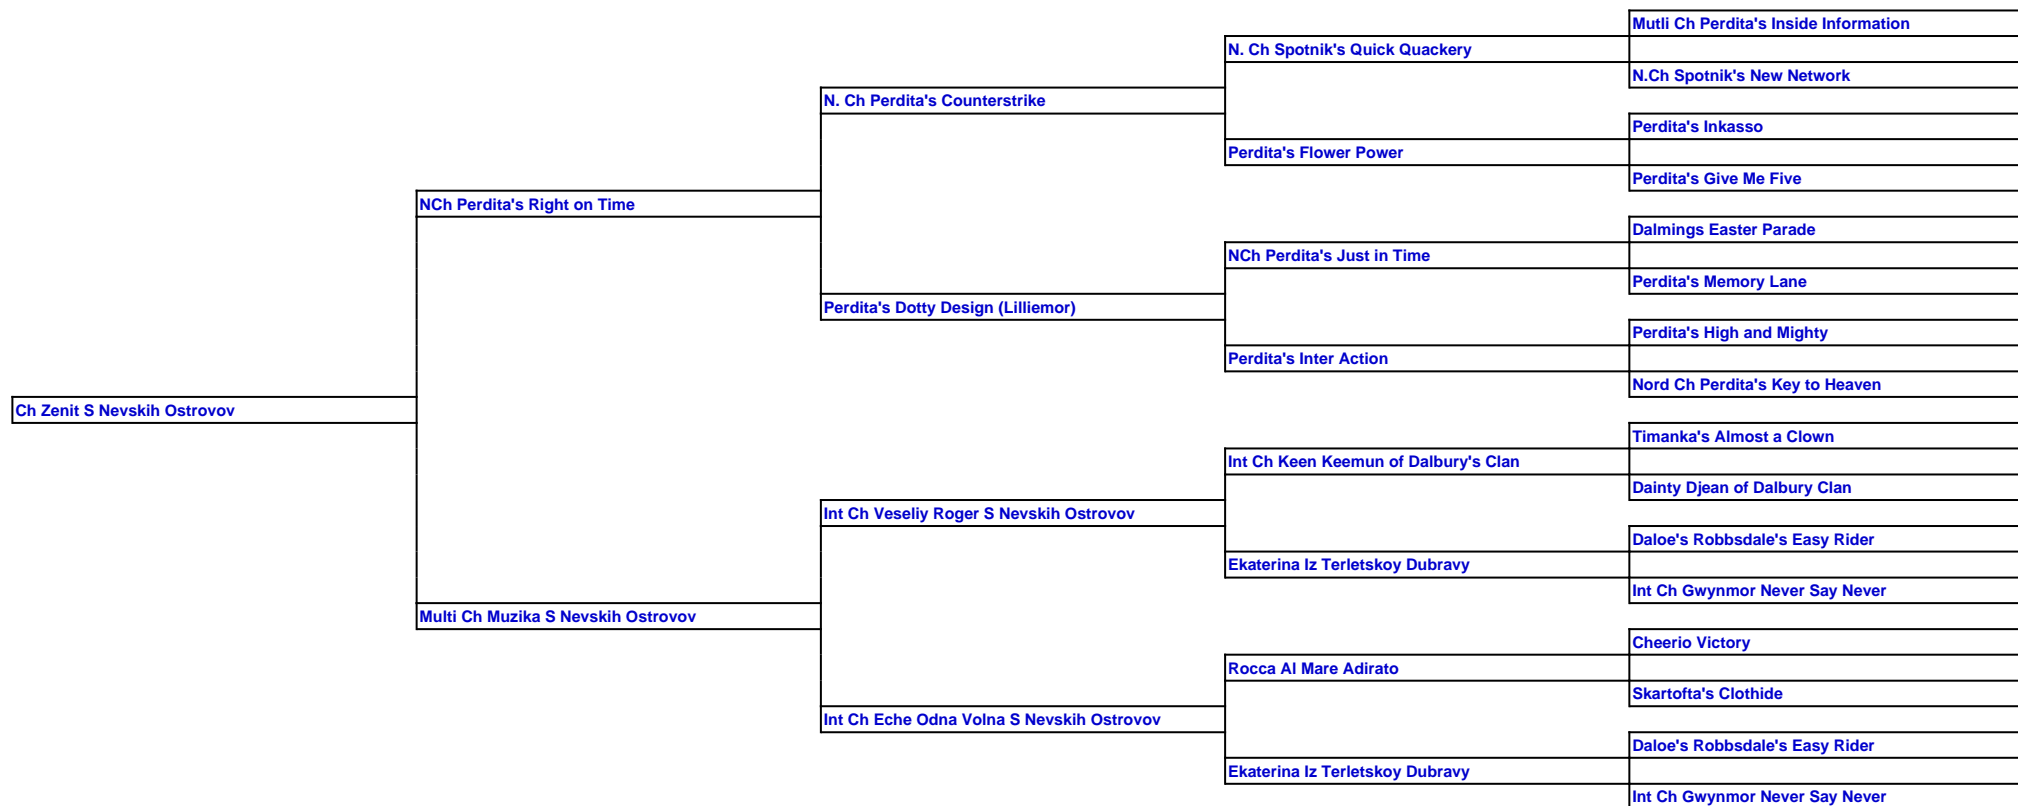 Mutli Ch Perdita's Inside Information
N. Ch Spotnik's Quick Quackery
N.Ch Spotnik's New Network
N. Ch Perdita's Counterstrike
Perdita's Inkasso
Perdita's Flower Power
Perdita's Give Me Five
NCh Perdita's Right on Time
Dalmings Easter Parade
NCh Perdita's Just in Time
Perdita's Memory Lane
Perdita's Dotty Design (Lilliemor)
Perdita's High and Mighty
Perdita's Inter Action
Nord Ch Perdita's Key to Heaven
Ch Zenit S Nevskih Ostrovov
Timanka's Almost a Clown
Int Ch Keen Keemun of Dalbury's Clan
Dainty Djean of Dalbury Clan
Int Ch Veseliy Roger S Nevskih Ostrovov
Daloe's Robbsdale's Easy Rider
Ekaterina Iz Terletskoy Dubravy
Int Ch Gwynmor Never Say Never
Multi Ch Muzika S Nevskih Ostrovov
Cheerio Victory
Rocca Al Mare Adirato
Skartofta's Clothide
Int Ch Eche Odna Volna S Nevskih Ostrovov
Daloe's Robbsdale's Easy Rider
Ekaterina Iz Terletskoy Dubravy
Int Ch Gwynmor Never Say Never